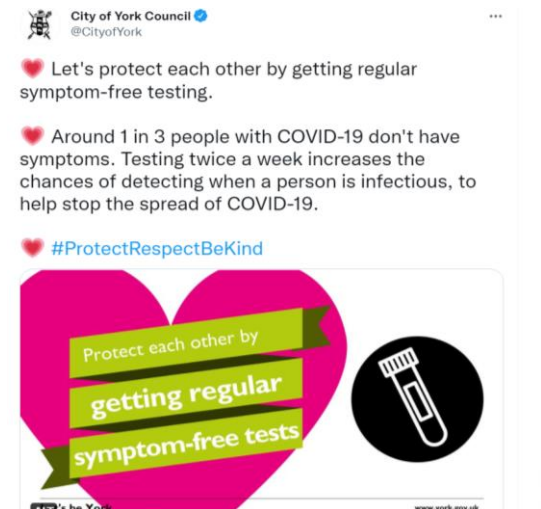 City of York Council
@CityofYork
Let's protect each other by getting regular
symptom-free testing.
Around 1 in 3 people with COVID-19 don't have
symptoms. Testing twice a week increases the
chances of detecting when a person is infectious, to
help stop the spread of COVID-19.
#ProtectRespectBeKind
Protect each other by
getting regular
symptom-free tests
's be York
www.york.gov.uk